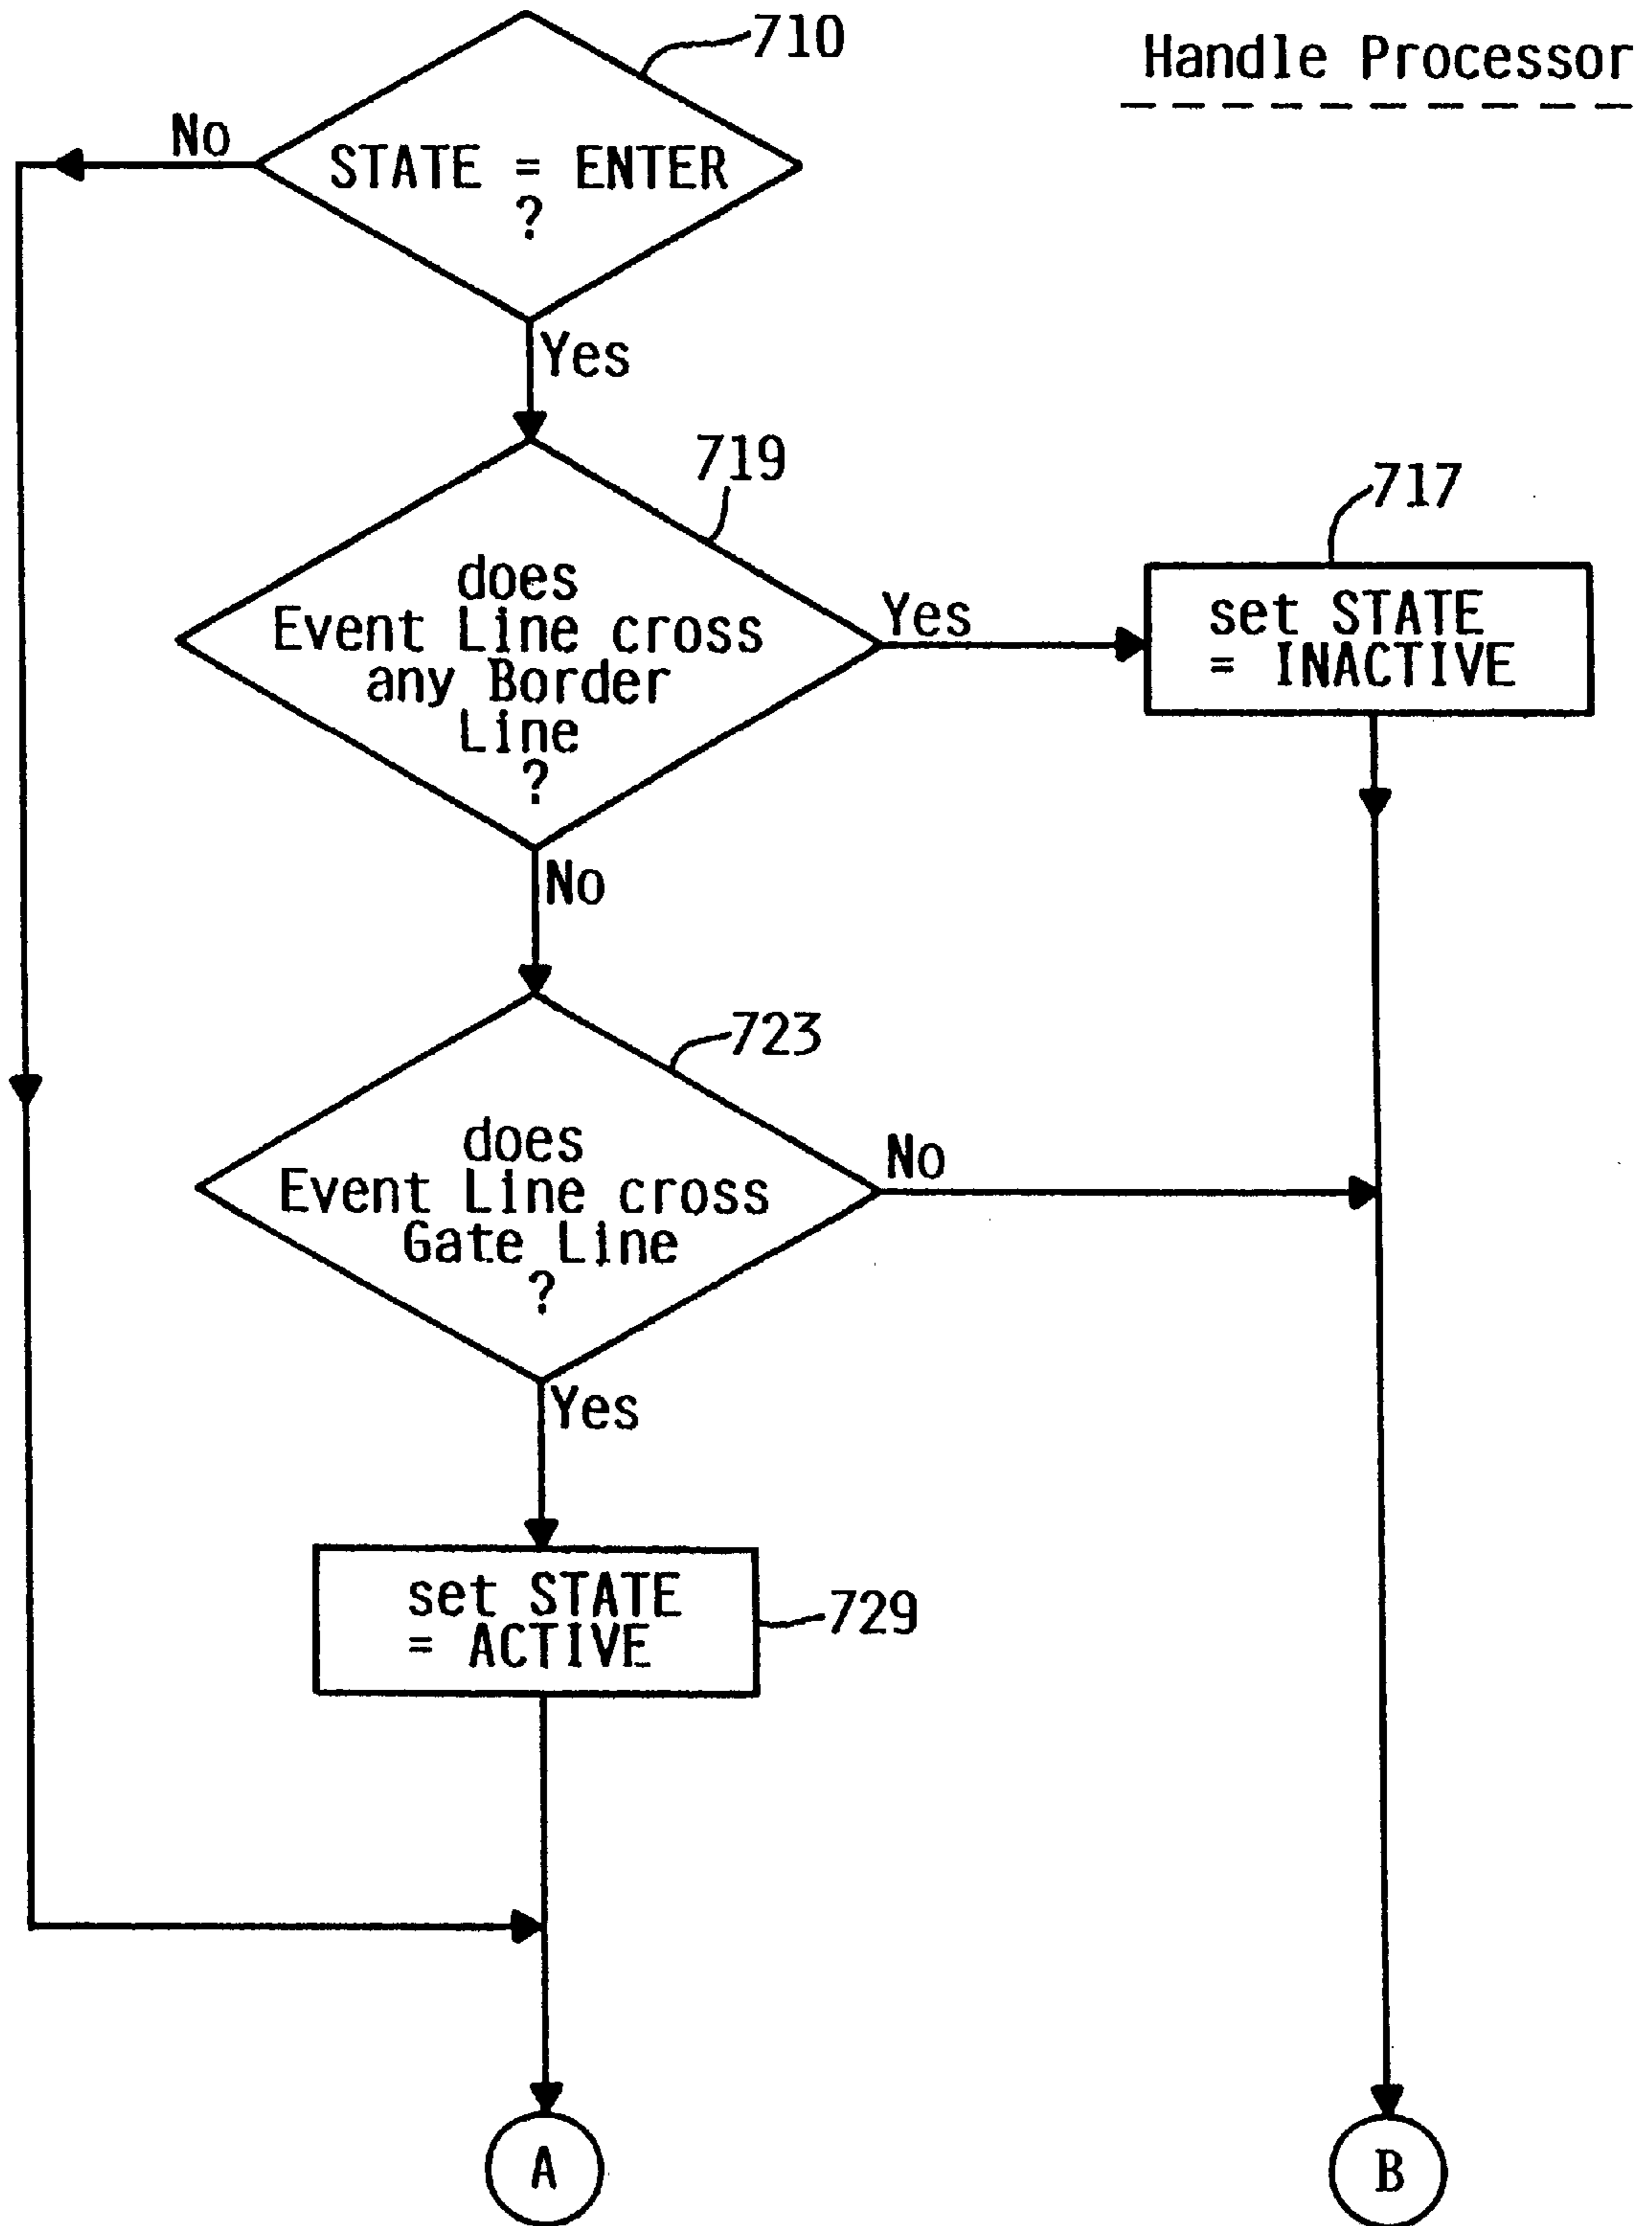 710
Handle Processor
No
STATE = ENTER
?
Yes
719
717
does
Event Line cross
any Border
Line
?
Yes
set STATE
= INACTIVE
No
723
does
Event Line cross
Gate Line
?
No
Yes
set STATE
= ACTIVE
729
A
B